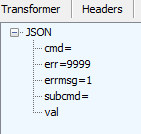 Transformer Headers
JSON
cmd=
err=9999
errmsg=1
subcmd=
val